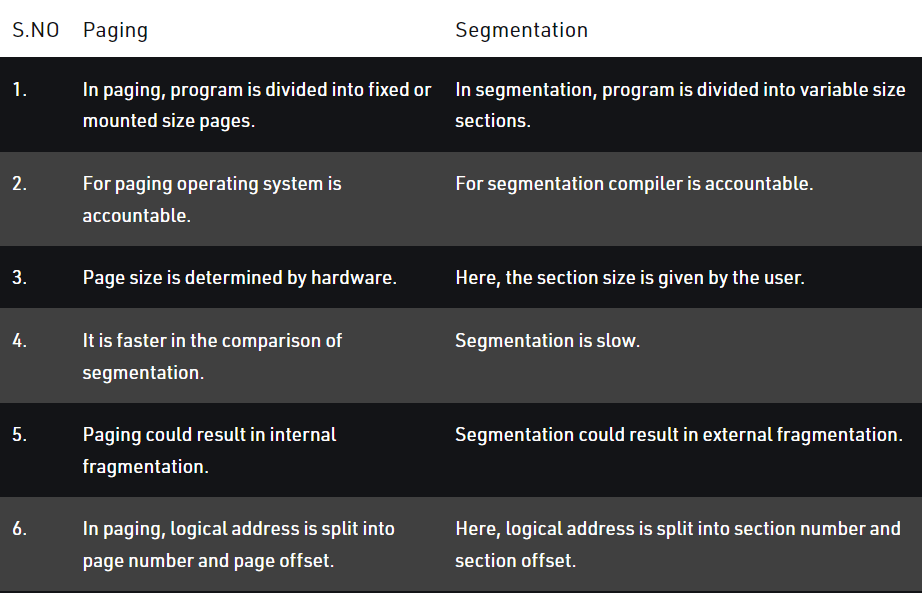 S.NO Paging Segmentation
1. In paging, program is divided into fixed or In segmentation, program is divided into variable size
mounted size pages. sections.
2. For paging operating system is For segmentation compiler is accountable.
accountable.
3. Page size is determined by hardware. Here, the section size is given by the user.
4. It is faster in the comparison of Segmentation is slow.
segmentation.
5. Paging could result in internal Segmentation could result in external fragmentation.
fragmentation.
6. In paging, logical address is split into Here, logical address is split into section number and
page number and page offset. section offset.